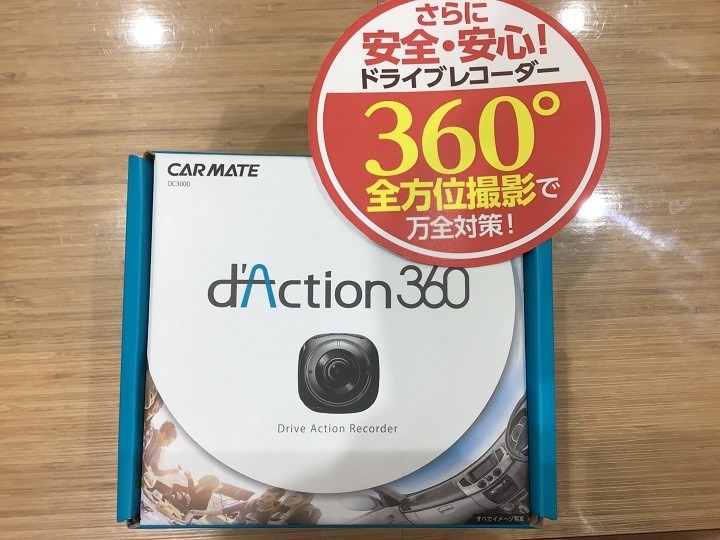 さらに
安全・安心!
ドライブレコーダー
360°
全方位撮影で
万全対策!
CARMATE
DC3000
d'Action 360
Drive Action Recorder
すべてイメージ写真